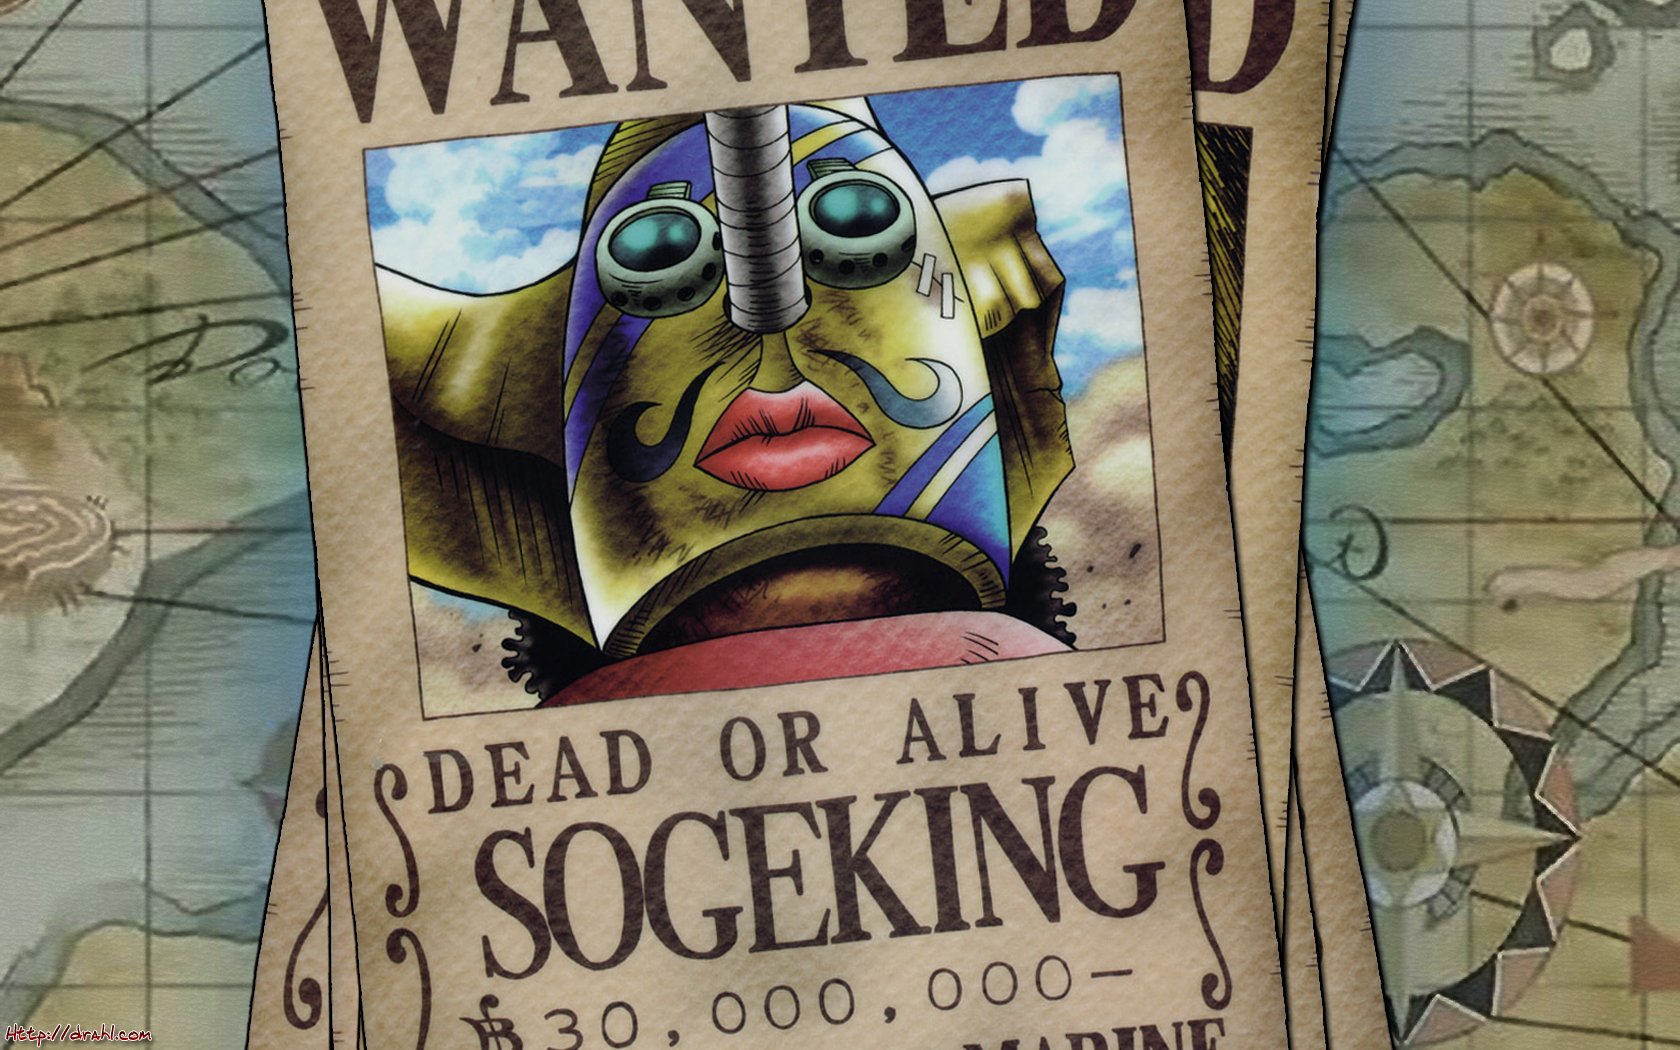 WANTED
DEAD OR ALIVE
SOGEKING
฿30,000,000-
MARINE
Http://drahl.com